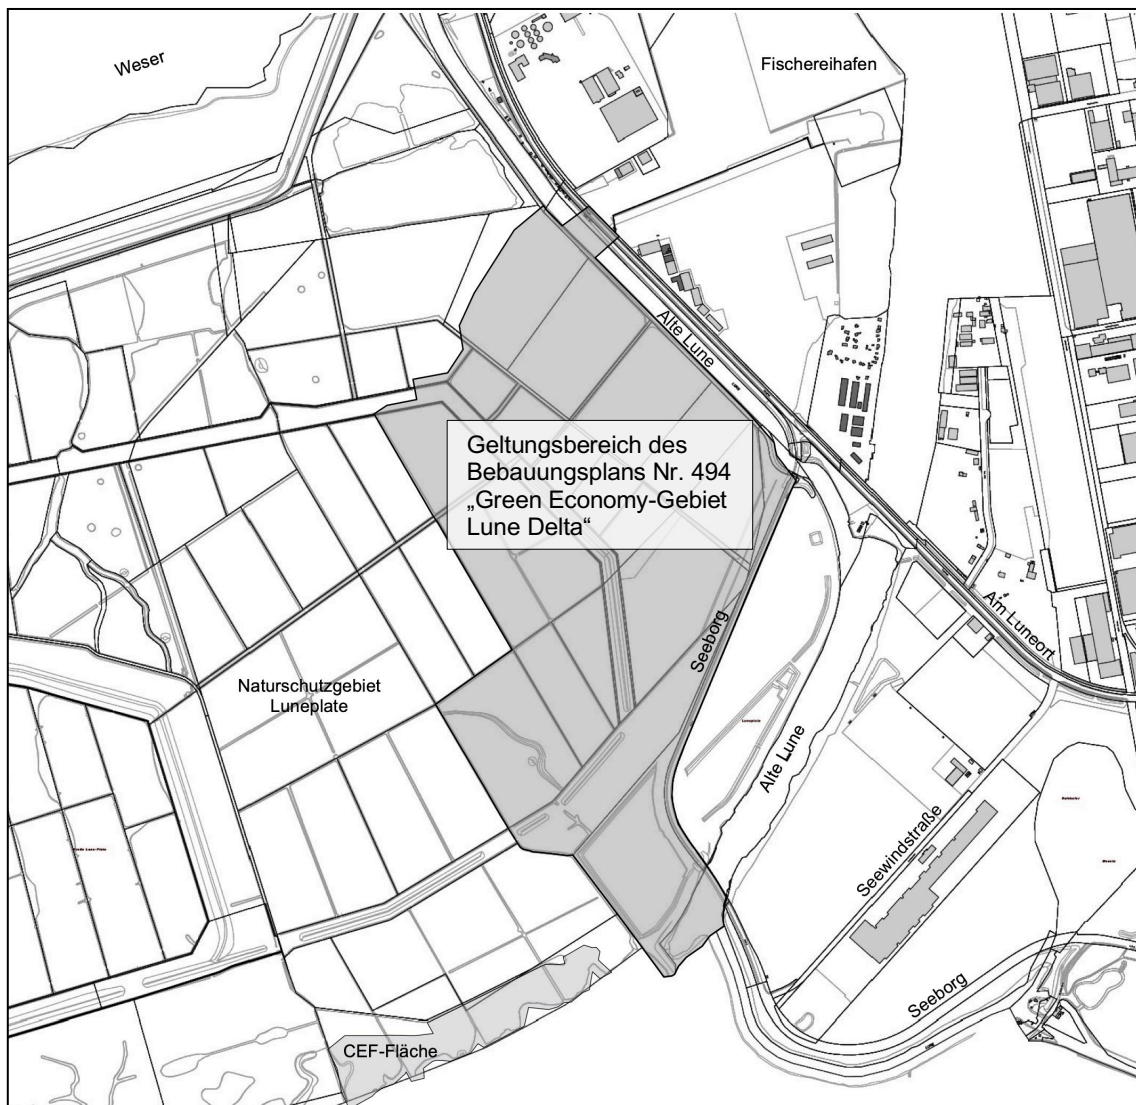 Weser
Fischereihafen
Alte Lune
Geltungsbereich des
Bebauungsplans Nr. 494
„Green Economy-Gebiet
Lune Delta“
Am Luneort
Seeborg
Naturschutzgebiet
Luneplate
Alte Lune
Seewindstraße
Seeborg
CEF-Fläche